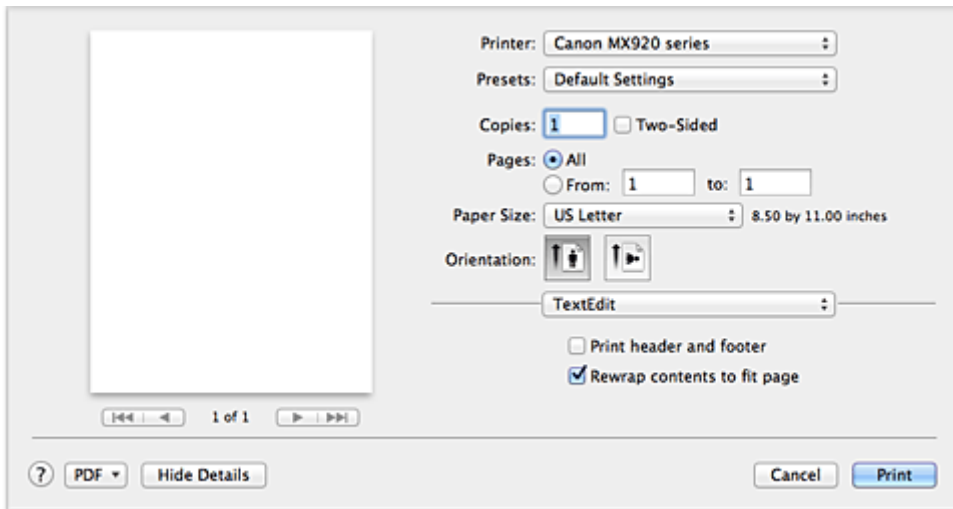 Printer: Canon MX920 series
Presets: Default Settings
Copies: 1 Two-Sided
Pages: All
From: 1 to: 1
Paper Size: US Letter 8.50 by 11.00 inches
Orientation:
TextEdit
Print header and footer
Rewrap contents to fit page
1 of 1
? PDF Hide Details Cancel Print